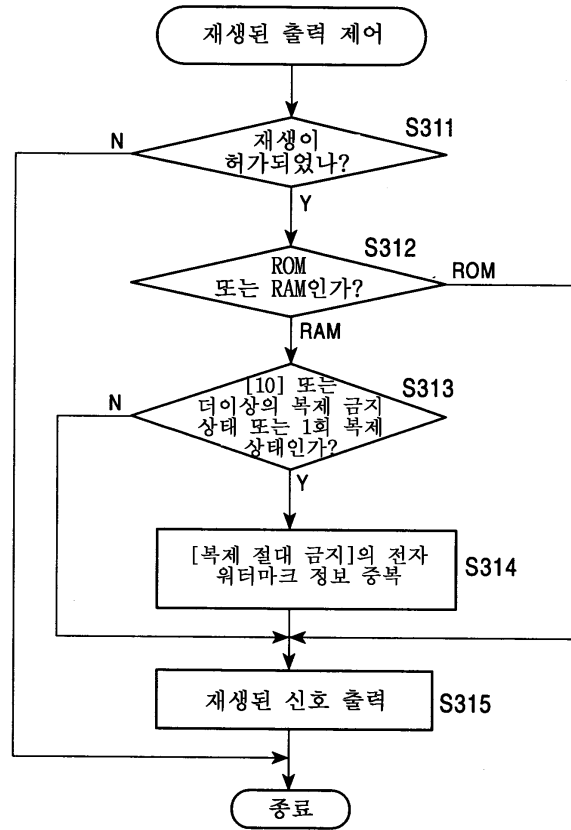 재생된 출력 제어
S311
N
재생이
허가되었나?
Y
S312
ROM
ROM
또는 RAM인가?
RAM
S313
N
[10] 또는
더이상의 복제 금지
상태 또는 1회 복제
상태인가?
Y
[복제 절대 금지]의 전자
워터마크 정보 중복
S314
재생된 신호 출력
S315
종료